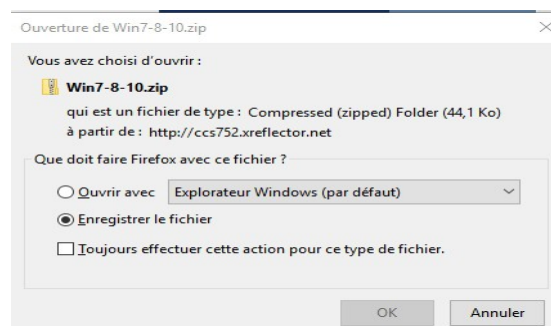 Ouverture de Win7-8-10.zip
Vous avez choisi d'ouvrir :
Win7-8-10.zip
qui est un fichier de type : Compressed (zipped) Folder (44,1 Ko)
à partir de : http://ccs752.xreflector.net
Que doit faire Firefox avec ce fichier ?
Ouvrir avec Explorateur Windows (par défaut)
Enregistrer le fichier
Toujours effectuer cette action pour ce type de fichier.
OK Annuler